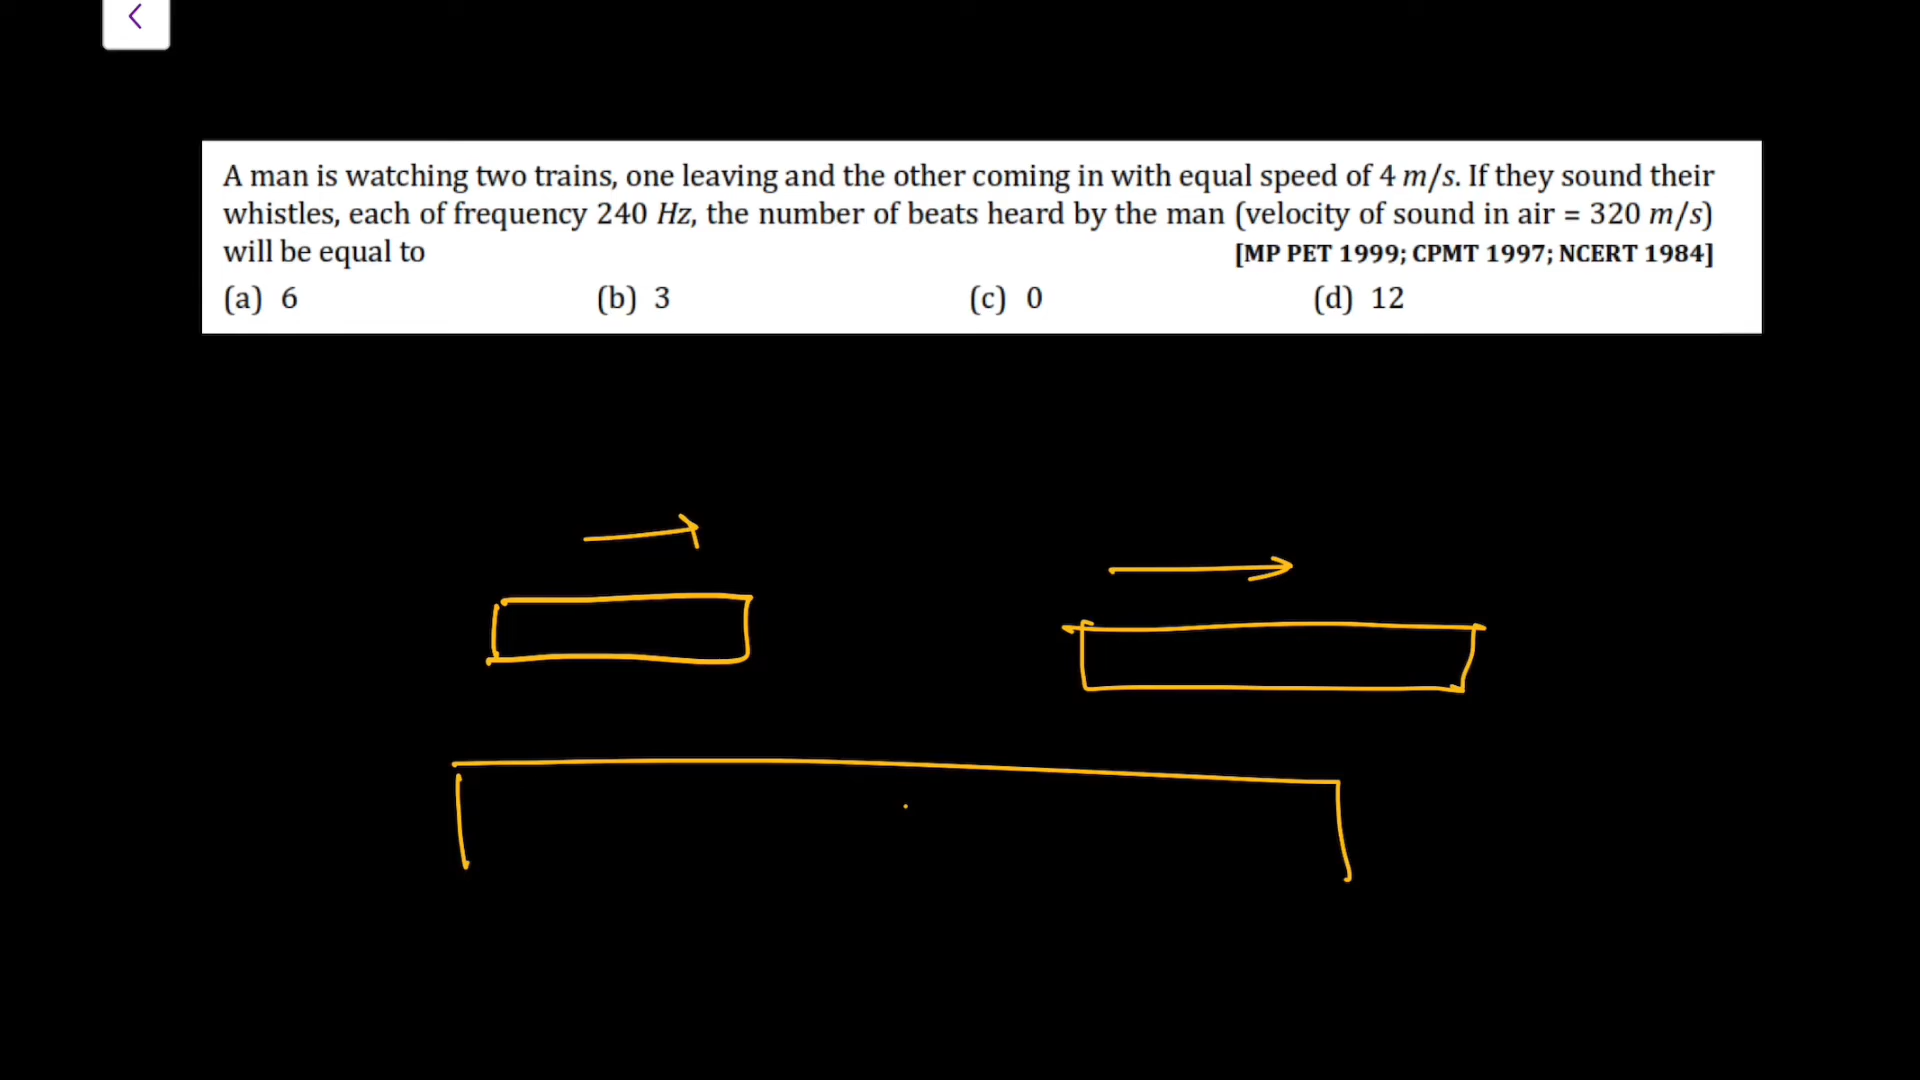 A man is watching two trains, one leaving and the other coming in with equal speed of 4 m/s. If they sound their
whistles, each of frequency 240 Hz, the number of beats heard by the man (velocity of sound in air = 320 m/s)
will be equal to [MP PET 1999; CPMT 1997; NCERT 1984]
(a) 6 (b) 3 (c) 0 (d) 12